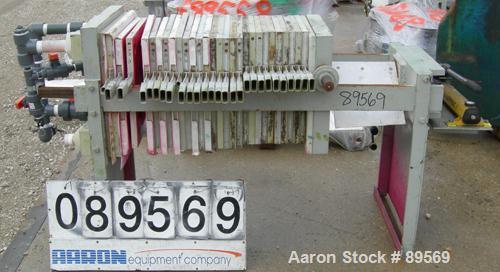 89569
089569
AARON equipment company
Aaron Stock # 89569